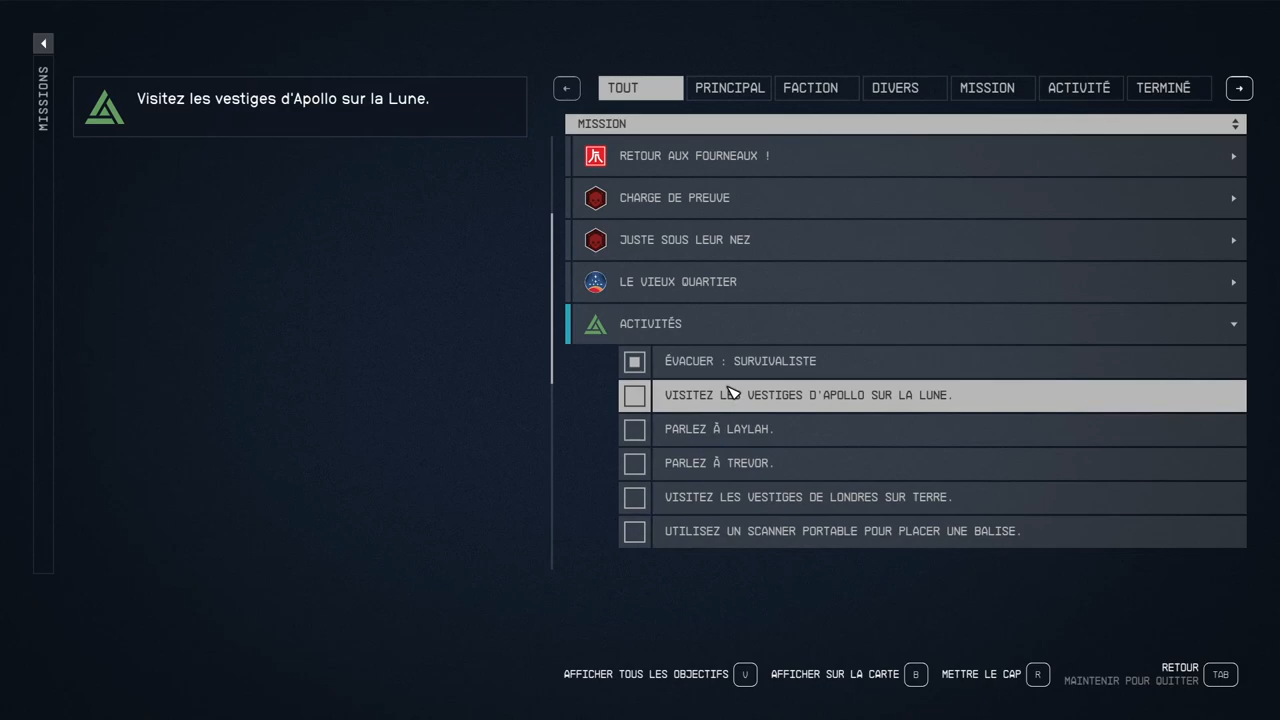 MISSIONS
Visitez les vestiges d'Apollo sur la Lune.
TOUT PRINCIPAL FACTION DIVERS MISSION ACTIVITÉ TERMINÉ
MISSION
RETOUR AUX FOURNEAUX !
CHARGE DE PREUVE
JUSTE SOUS LEUR NEZ
LE VIEUX QUARTIER
ACTIVITÉS
ÉVACUER : SURVIVALISTE
VISITEZ LES VESTIGES D'APOLLO SUR LA LUNE.
PARLEZ À LAYLAH.
PARLEZ À TREVOR.
VISITEZ LES VESTIGES DE LONDRES SUR TERRE.
UTILISEZ UN SCANNER PORTABLE POUR PLACER UNE BALISE.
AFFICHER TOUS LES OBJECTIFS V AFFICHER SUR LA CARTE B METTRE LE CAP R RETOUR TAB
MAINTENIR POUR QUITTER